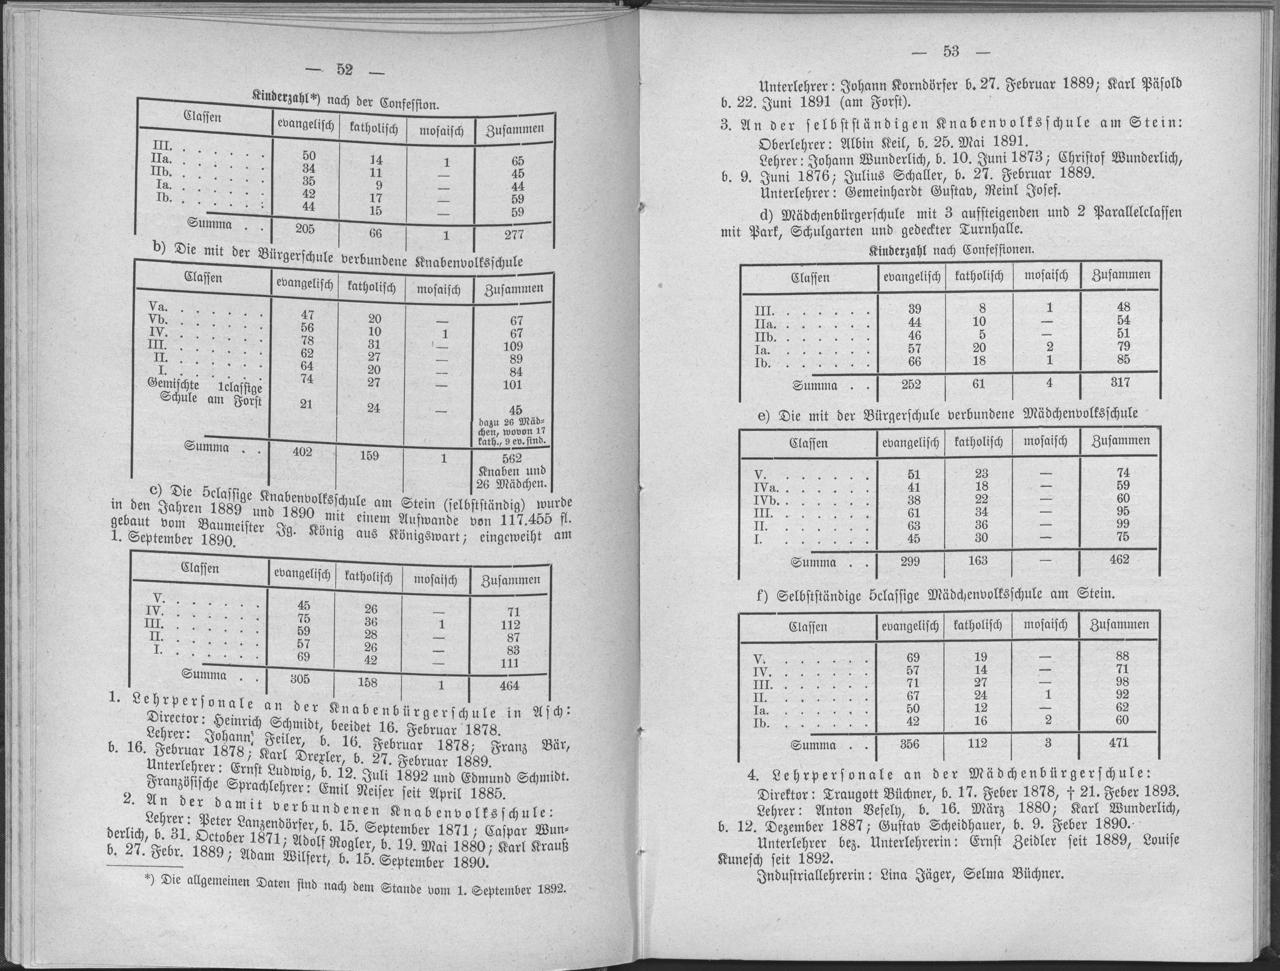 — 52 —
Kinderzahl*) nach der Confession.
Classen evangelisch katholisch mosaisch Zusammen
III. . . . . . . 50 14 1 65
IIa. . . . . . . 34 11 — 45
IIb. . . . . . . 35 9 — 44
Ia. . . . . . . 42 17 — 59
Ib. . . . . . . 44 15 — 59
Summa . . 205 66 1 277
b) Die mit der Bürgerschule verbundene Knabenvolksschule
Classen evangelisch katholisch mosaisch Zusammen
Va. . . . . . . 47 20 — 67
Vb. . . . . . . 56 10 1 67
IV. . . . . . . 78 31 — 109
III. . . . . . . 62 27 — 89
II. . . . . . . 64 20 — 84
I. . . . . . . 74 27 — 101
Gemischte 1classige
Schule am Forst 21 24 — 45
dazu 26 Mäd-
chen, wovon 17
kath., 9 ev. sind.
Summa . . 402 159 1 562
Knaben und
26 Mädchen.
c) Die 5classige Knabenvolksschule am Stein (selbstständig) wurde
in den Jahren 1889 und 1890 mit einem Aufwande von 117.455 fl.
gebaut vom Baumeister Jg. König aus Königswart; eingeweiht am
1. September 1890.
Classen evangelisch katholisch mosaisch Zusammen
V. . . . . . . 45 26 — 71
IV. . . . . . . 75 36 1 112
III. . . . . . . 59 28 — 87
II. . . . . . . 57 26 — 83
I. . . . . . . 69 42 — 111
Summa . . 305 158 1 464
1. Lehrpersonale an der Knabenbürgerschule in Asch:
Director: Heinrich Schmidt, beeidet 16. Februar 1878.
Lehrer: Johann Feiler, b. 16. Februar 1878; Franz Bär,
b. 16. Februar 1878; Karl Drexler, b. 27. Februar 1889.
Unterlehrer: Ernst Ludwig, b. 12. Juli 1892 und Edmund Schmidt.
Französische Sprachlehrer: Emil Meiser seit April 1885.
2. An der damit verbundenen Knabenvolksschule:
Lehrer: Peter Lanzendörfer, b. 15. September 1871; Caspar Wun-
derlich, b. 31. October 1871; Adolf Rogler, b. 19. Mai 1880; Karl Krauß
b. 27. Febr. 1889; Adam Wilfert, b. 15. September 1890.
*) Die allgemeinen Daten sind nach dem Stande vom 1. September 1892.
— 53 —
Unterlehrer: Johann Korndörfer b. 27. Februar 1889; Karl Päsold
b. 22. Juni 1891 (am Forst).
3. An der selbstständigen Knabenvolksschule am Stein:
Oberlehrer: Albin Keil, b. 25. Mai 1891.
Lehrer: Johann Wunderlich, b. 10. Juni 1873; Christof Wunderlich,
b. 9. Juni 1876; Julius Schaller, b. 27. Februar 1889.
Unterlehrer: Gemeinhardt Gustav, Reinl Josef.
d) Mädchenbürgerschule mit 3 aufsteigenden und 2 Parallelclassen
mit Park, Schulgarten und gedeckter Turnhalle.
Kinderzahl nach Confessionen.
Classen evangelisch katholisch mosaisch Zusammen
III. . . . . . . 39 8 1 48
IIa. . . . . . . 44 10 — 54
IIb. . . . . . . 46 5 — 51
Ia. . . . . . . 57 20 2 79
Ib. . . . . . . 66 18 1 85
Summa . . 252 61 4 317
e) Die mit der Bürgerschule verbundene Mädchenvolksschule
Classen evangelisch katholisch mosaisch Zusammen
V. . . . . . . 51 23 — 74
IVa. . . . . . . 41 18 — 59
IVb. . . . . . . 38 22 — 60
III. . . . . . . 61 34 — 95
II. . . . . . . 63 36 — 99
I. . . . . . . 45 30 — 75
Summa . . 299 163 — 462
f) Selbstständige 5classige Mädchenvolksschule am Stein.
Classen evangelisch katholisch mosaisch Zusammen
V. . . . . . . 69 19 — 88
IV. . . . . . . 57 14 — 71
III. . . . . . . 71 27 — 98
II. . . . . . . 67 24 1 92
Ia. . . . . . . 50 12 — 62
Ib. . . . . . . 42 16 2 60
Summa . . 356 112 3 471
4. Lehrpersonale an der Mädchenbürgerschule:
Direktor: Traugott Büchner, b. 17. Feber 1878, † 21. Feber 1893.
Lehrer: Anton Vesely, b. 16. März 1880; Karl Wunderlich,
b. 12. Dezember 1887; Gustav Scheidhauer, b. 9. Feber 1890.
Unterlehrer bez. Unterlehrerin: Ernst Zeidler seit 1889, Louise
Kunesch seit 1892.
Industriallehrerin: Lina Jäger, Selma Büchner.